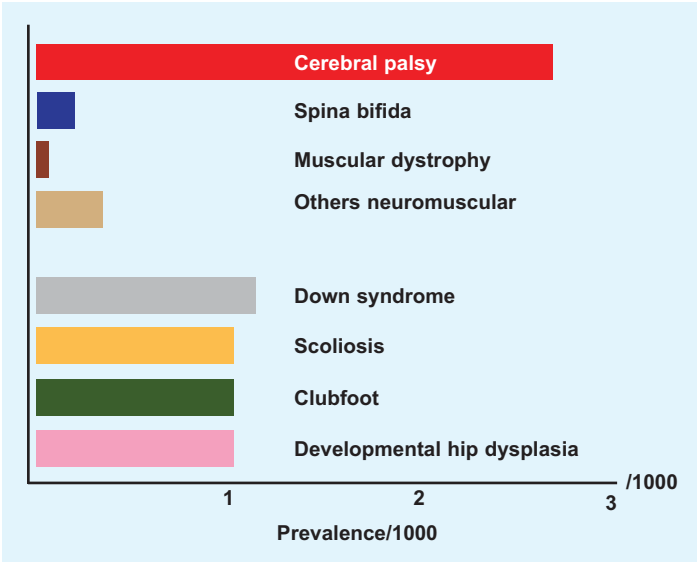 Cerebral palsy
Spina bifida
Muscular dystrophy
Others neuromuscular
Down syndrome
Scoliosis
Clubfoot
Developmental hip dysplasia
/1000
1
2
3
Prevalence/1000